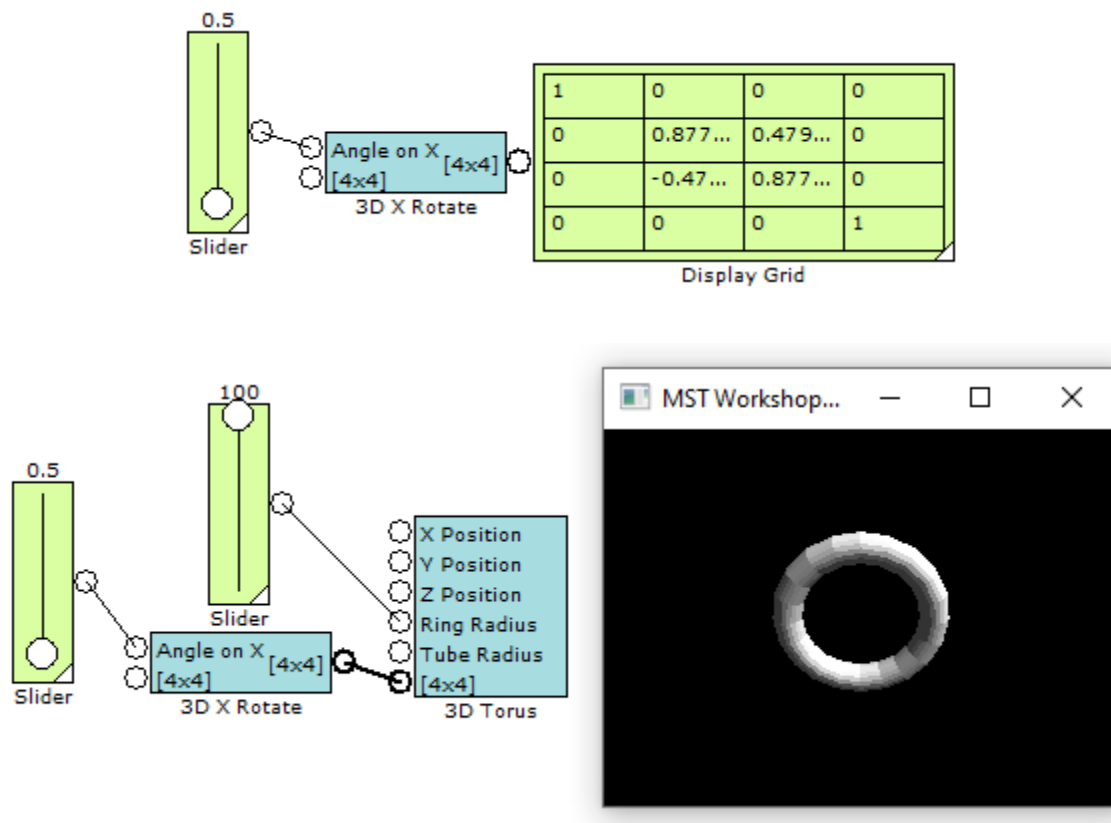 0.5
Slider
Angle on X
[4x4]
[4x4]
3D X Rotate
1 0 0 0
0 0.877... 0.479... 0
0 -0.47... 0.877... 0
0 0 0 1
Display Grid
0.5
Slider
100
Slider
Angle on X
[4x4]
[4x4]
3D X Rotate
X Position
Y Position
Z Position
Ring Radius
Tube Radius
[4x4]
3D Torus
MST Workshop...